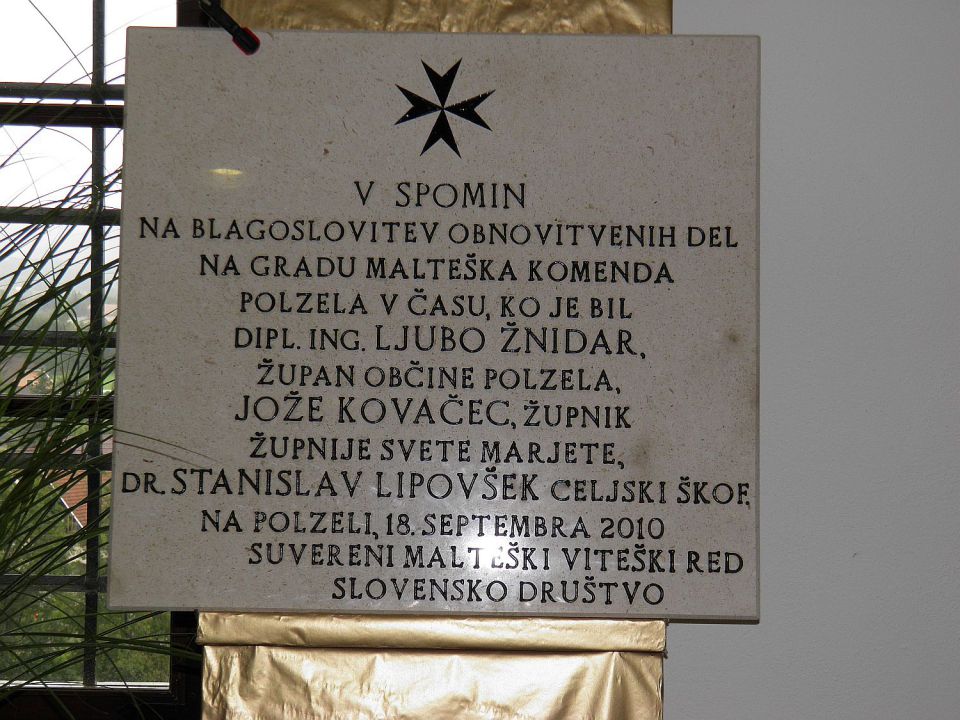 V SPOMIN
NA BLAGOSLOVITEV OBNOVITVENIH DEL
NA GRADU MALTEŠKA KOMENDA
POLZELA V ČASU, KO JE BIL
DIPL. ING. LJUBO ŽNIDAR,
ŽUPAN OBČINE POLZELA,
JOŽE KOVAČEC, ŽUPNIK
ŽUPNIJE SVETE MARJETE,
DR. STANISLAV LIPOVŠEK CELJSKI ŠKOF.
NA POLZELI, 18. SEPTEMBRA 2010
SUVERENI MALTEŠKI VITEŠKI RED
SLOVENSKO DRUŠTVO